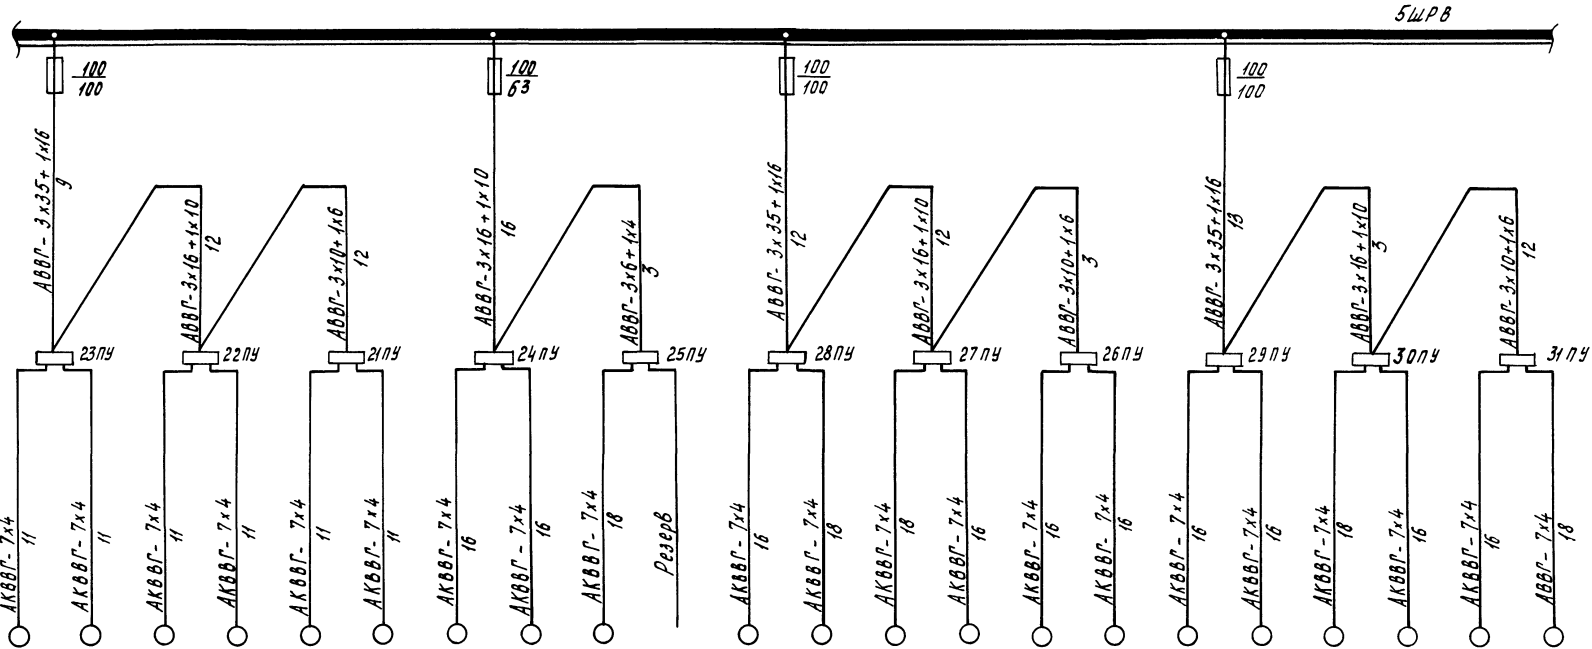 5ШРВ
100
100
100
63
100
100
100
100
АВВГ-3х35+1х16
9
АВВГ-3х16+1х10
12
АВВГ-3х10+1х6
12
АВВГ-3х16+1х10
16
АВВГ-3х6+1х4
3
АВВГ-3х35+1х16
12
АВВГ-3х16+1х10
12
АВВГ-3х10+1х6
3
АВВГ-3х35+1х16
13
АВВГ-3х16+1х10
3
АВВГ-3х10+1х6
12
23ПУ
22ПУ
21ПУ
24ПУ
25ПУ
28ПУ
27ПУ
26ПУ
29ПУ
30ПУ
31ПУ
АКВВГ-7х4
11
АКВВГ-7х4
11
АКВВГ-7х4
11
АКВВГ-7х4
11
АКВВГ-7х4
11
АКВВГ-7х4
11
АКВВГ-7х4
16
АКВВГ-7х4
16
АКВВГ-7х4
18
Резерв
АКВВГ-7х4
16
АКВВГ-7х4
18
АКВВГ-7х4
18
АКВВГ-7х4
16
АКВВГ-7х4
16
АКВВГ-7х4
16
АКВВГ-7х4
16
АКВВГ-7х4
16
АКВВГ-7х4
18
АКВВГ-7х4
16
АКВВГ-7х4
16
АВВГ-7х4
18